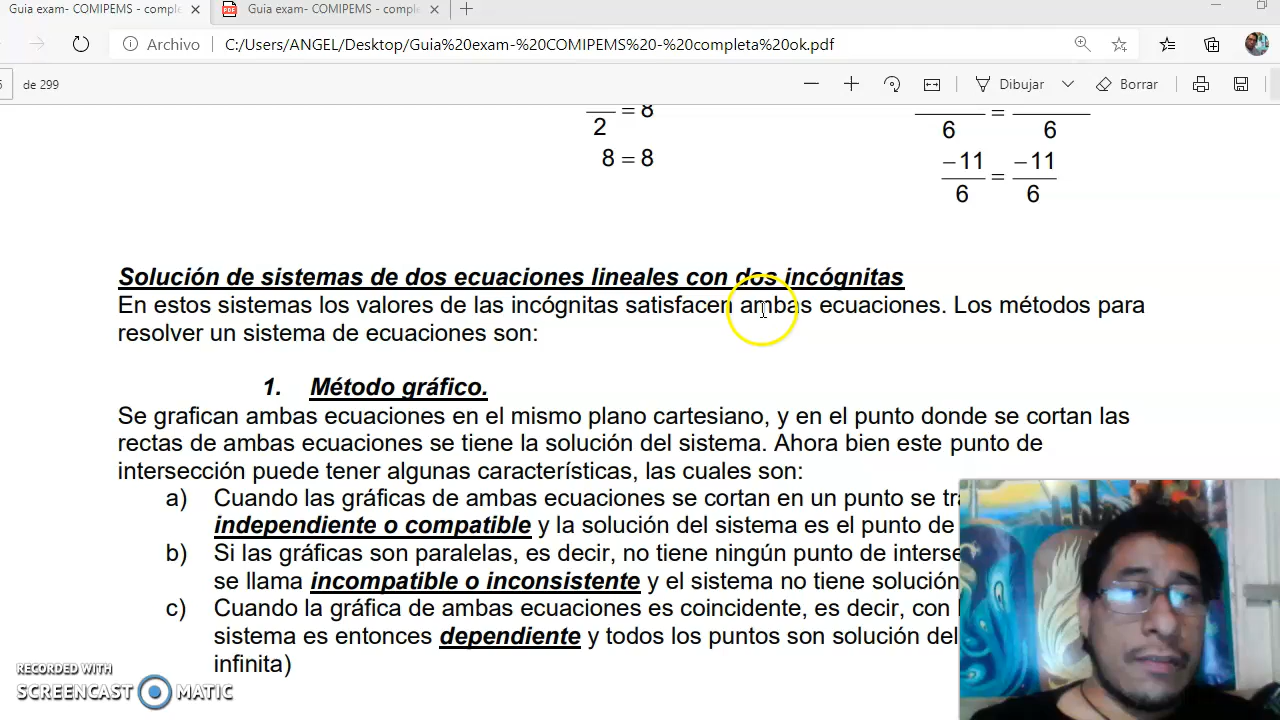 Guia exam- COMIPEMS - comple
Guia exam- COMIPEMS - comple
Archivo
C:/Users/ANGEL/Desktop/Guia%20exam-%20COMIPEMS%20-%20completa%20ok.pdf
de 299
Dibujar
Borrar
2 = 8
6 = 6
8 = 8
-11/6 = -11/6
Solución de sistemas de dos ecuaciones lineales con dos incógnitas
En estos sistemas los valores de las incógnitas satisfacen ambas ecuaciones. Los métodos para
resolver un sistema de ecuaciones son:
1. Método gráfico.
Se grafican ambas ecuaciones en el mismo plano cartesiano, y en el punto donde se cortan las
rectas de ambas ecuaciones se tiene la solución del sistema. Ahora bien este punto de
intersección puede tener algunas características, las cuales son:
a) Cuando las gráficas de ambas ecuaciones se cortan en un punto se
independiente o compatible y la solución del sistema es el punto de
b) Si las gráficas son paralelas, es decir, no tiene ningún punto de
se llama incompatible o inconsistente y el sistema no tiene solución
c) Cuando la gráfica de ambas ecuaciones es coincidente, es decir, con
sistema es entonces dependiente y todos los puntos son solución del
infinita)
RECORDED WITH
SCREENCAST MATIC